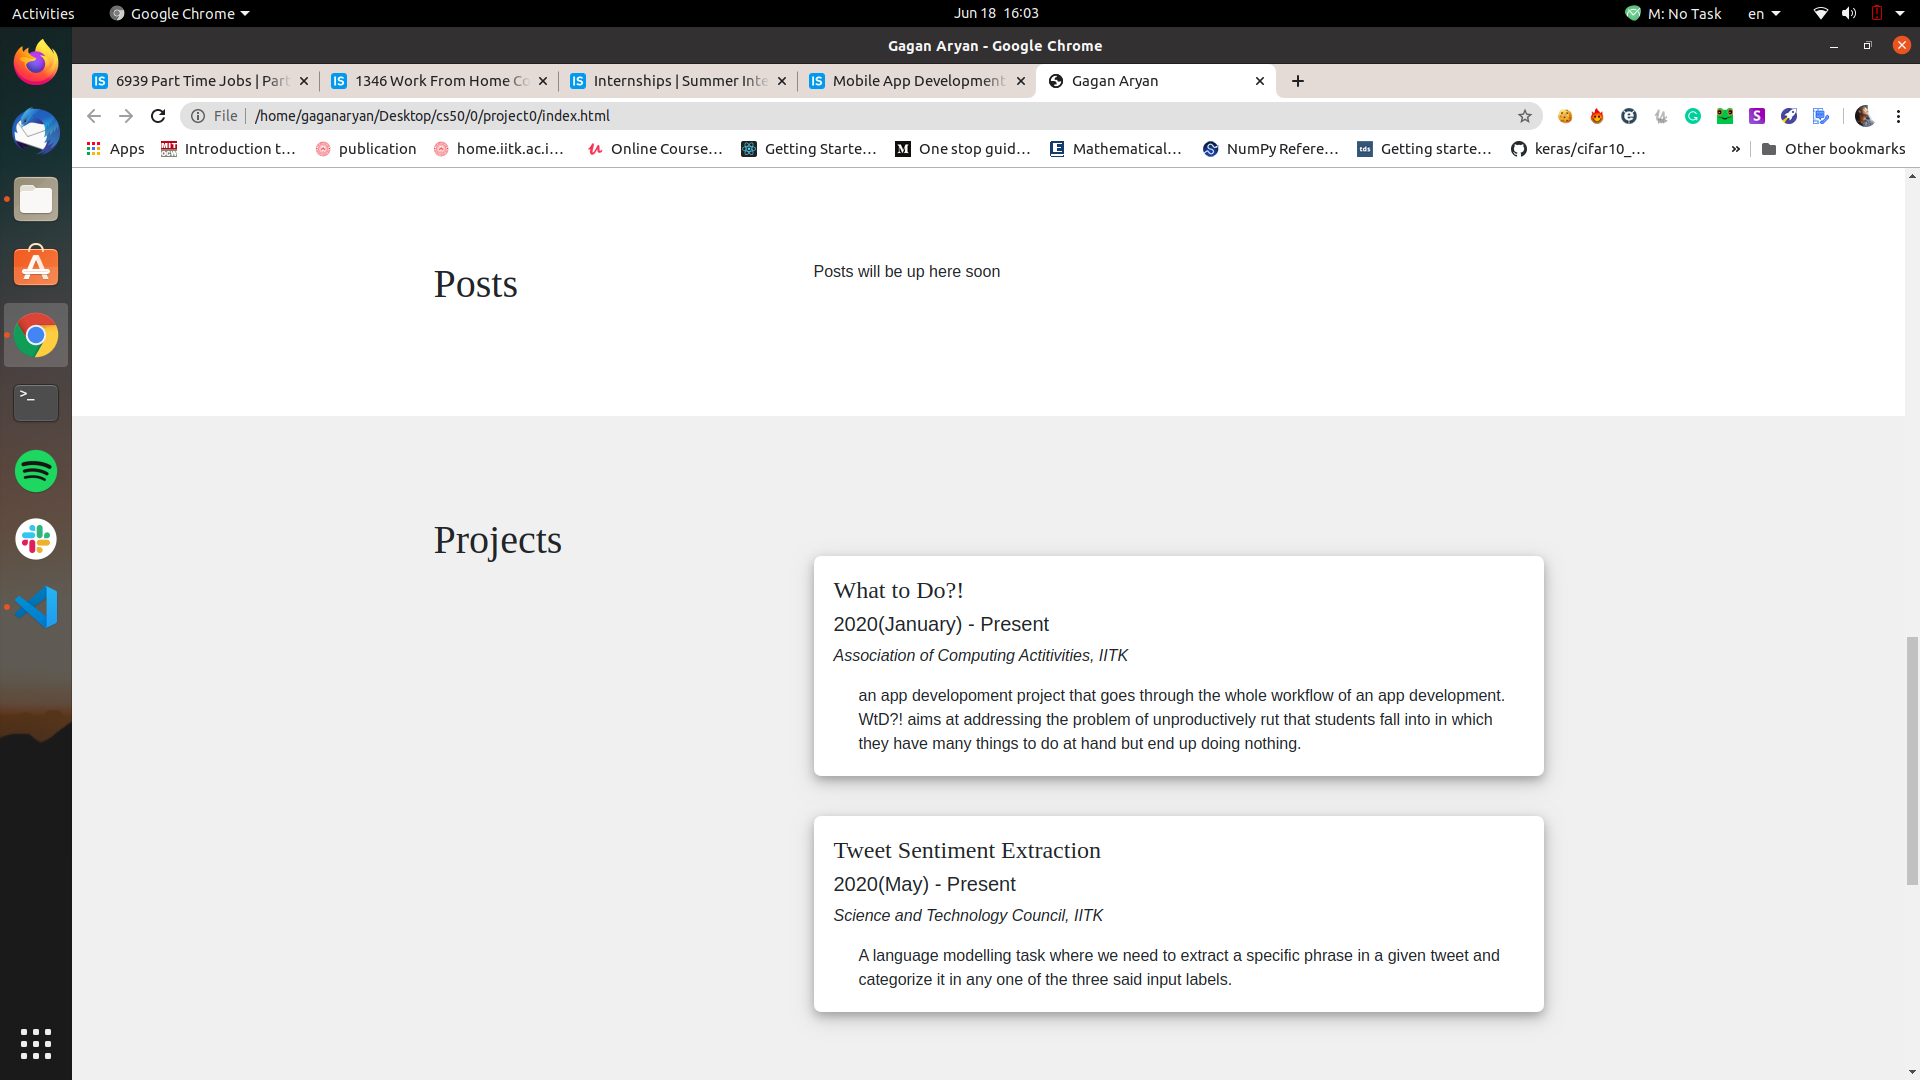 Activities
Google Chrome
Jun 18 16:03
M: No Task
en
Gagan Aryan - Google Chrome
6939 Part Time Jobs | Part
1346 Work From Home Co
Internships | Summer Inte
Mobile App Development
Gagan Aryan
File
/home/gaganaryan/Desktop/cs50/0/project0/index.html
Apps
Introduction t…
publication
home.iitk.ac.i…
Online Course…
Getting Starte…
One stop guid…
Mathematical…
NumPy Refere…
Getting starte…
keras/cifar10_…
»
Other bookmarks
Posts
Posts will be up here soon
Projects
What to Do?!
2020(January) - Present
Association of Computing Actitivities, IITK
an app developoment project that goes through the whole workflow of an app development.
WtD?! aims at addressing the problem of unproductively rut that students fall into in which
they have many things to do at hand but end up doing nothing.
Tweet Sentiment Extraction
2020(May) - Present
Science and Technology Council, IITK
A language modelling task where we need to extract a specific phrase in a given tweet and
categorize it in any one of the three said input labels.